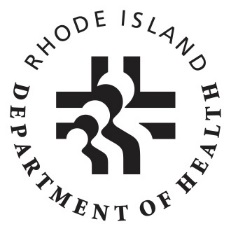 RHODE ISLAND
DEPARTMENT OF HEALTH